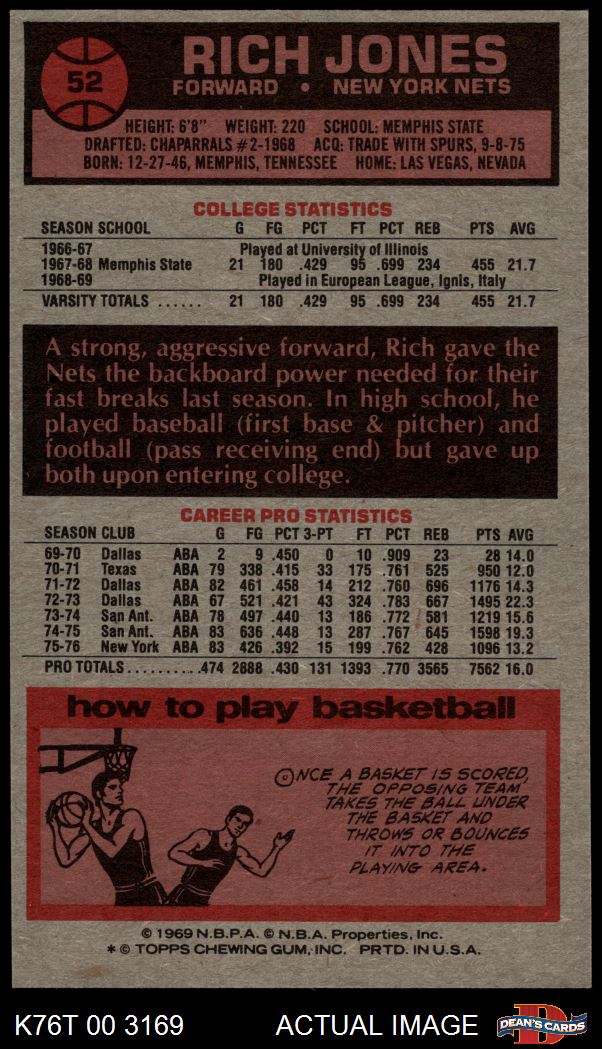 52
RICH JONES
FORWARD • NEW YORK NETS
HEIGHT: 6'8" WEIGHT: 220 SCHOOL: MEMPHIS STATE
DRAFTED: CHAPARRALS #2-1968 ACQ: TRADE WITH SPURS, 9-8-75
BORN: 12-27-46, MEMPHIS, TENNESSEE HOME: LAS VEGAS, NEVADA
COLLEGE STATISTICS
SEASON SCHOOL G FG PCT FT PCT REB PTS AVG
1966-67 Played at University of Illinois
1967-68 Memphis State 21 180 .429 95 .699 234 455 21.7
1968-69 Played in European League, Ignis, Italy
VARSITY TOTALS ...... 21 180 .429 95 .699 234 455 21.7
A strong, aggressive forward, Rich gave the
Nets the backboard power needed for their
fast breaks last season. In high school, he
played baseball (first base & pitcher) and
football (pass receiving end) but gave up
both upon entering college.
CAREER PRO STATISTICS
SEASON CLUB G FG PCT 3-PT FT PCT REB PTS AVG
69-70 Dallas ABA 2 9 .450 0 10 .909 23 28 14.0
70-71 Texas ABA 79 338 .415 33 175 .761 525 950 12.0
71-72 Dallas ABA 82 461 .458 14 212 .760 696 1176 14.3
72-73 Dallas ABA 67 521 .421 43 324 .783 667 1495 22.3
73-74 San Ant. ABA 78 497 .440 13 186 .772 581 1219 15.6
74-75 San Ant. ABA 83 636 .448 13 287 .767 645 1598 19.3
75-76 New York ABA 83 426 .392 15 199 .762 428 1096 13.2
PRO TOTALS..........474 2888 .430 131 1393 .770 3565 7562 16.0
how to play basketball
ONCE A BASKET IS SCORED,
THE OPPOSING TEAM
TAKES THE BALL UNDER
THE BASKET AND
THROWS OR BOUNCES
IT INTO THE
PLAYING AREA.
© 1969 N.B.P.A. © N.B.A. Properties, Inc.
* © TOPPS CHEWING GUM, INC. PRTD. IN U.S.A.
K76T 00 3169 ACTUAL IMAGE DEAN'S CARDS